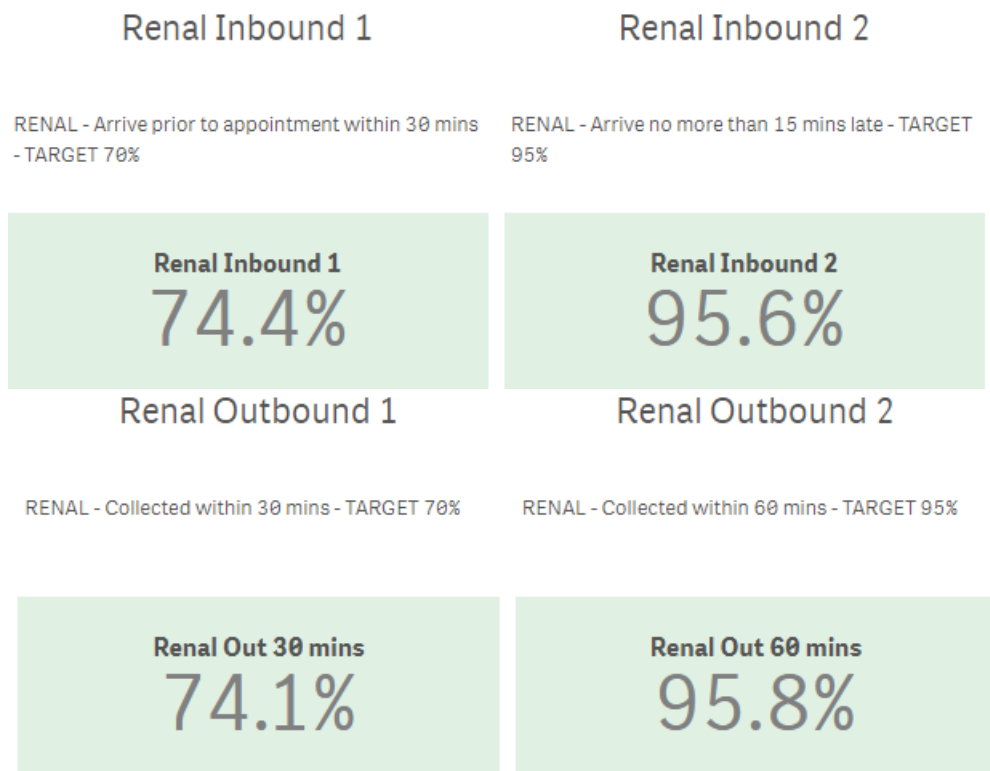 Renal Inbound 1
Renal Inbound 2
RENAL - Arrive prior to appointment within 30 mins
- TARGET 70%
RENAL - Arrive no more than 15 mins late - TARGET
95%
Renal Inbound 1
74.4%
Renal Inbound 2
95.6%
Renal Outbound 1
Renal Outbound 2
RENAL - Collected within 30 mins - TARGET 70%
RENAL - Collected within 60 mins - TARGET 95%
Renal Out 30 mins
74.1%
Renal Out 60 mins
95.8%